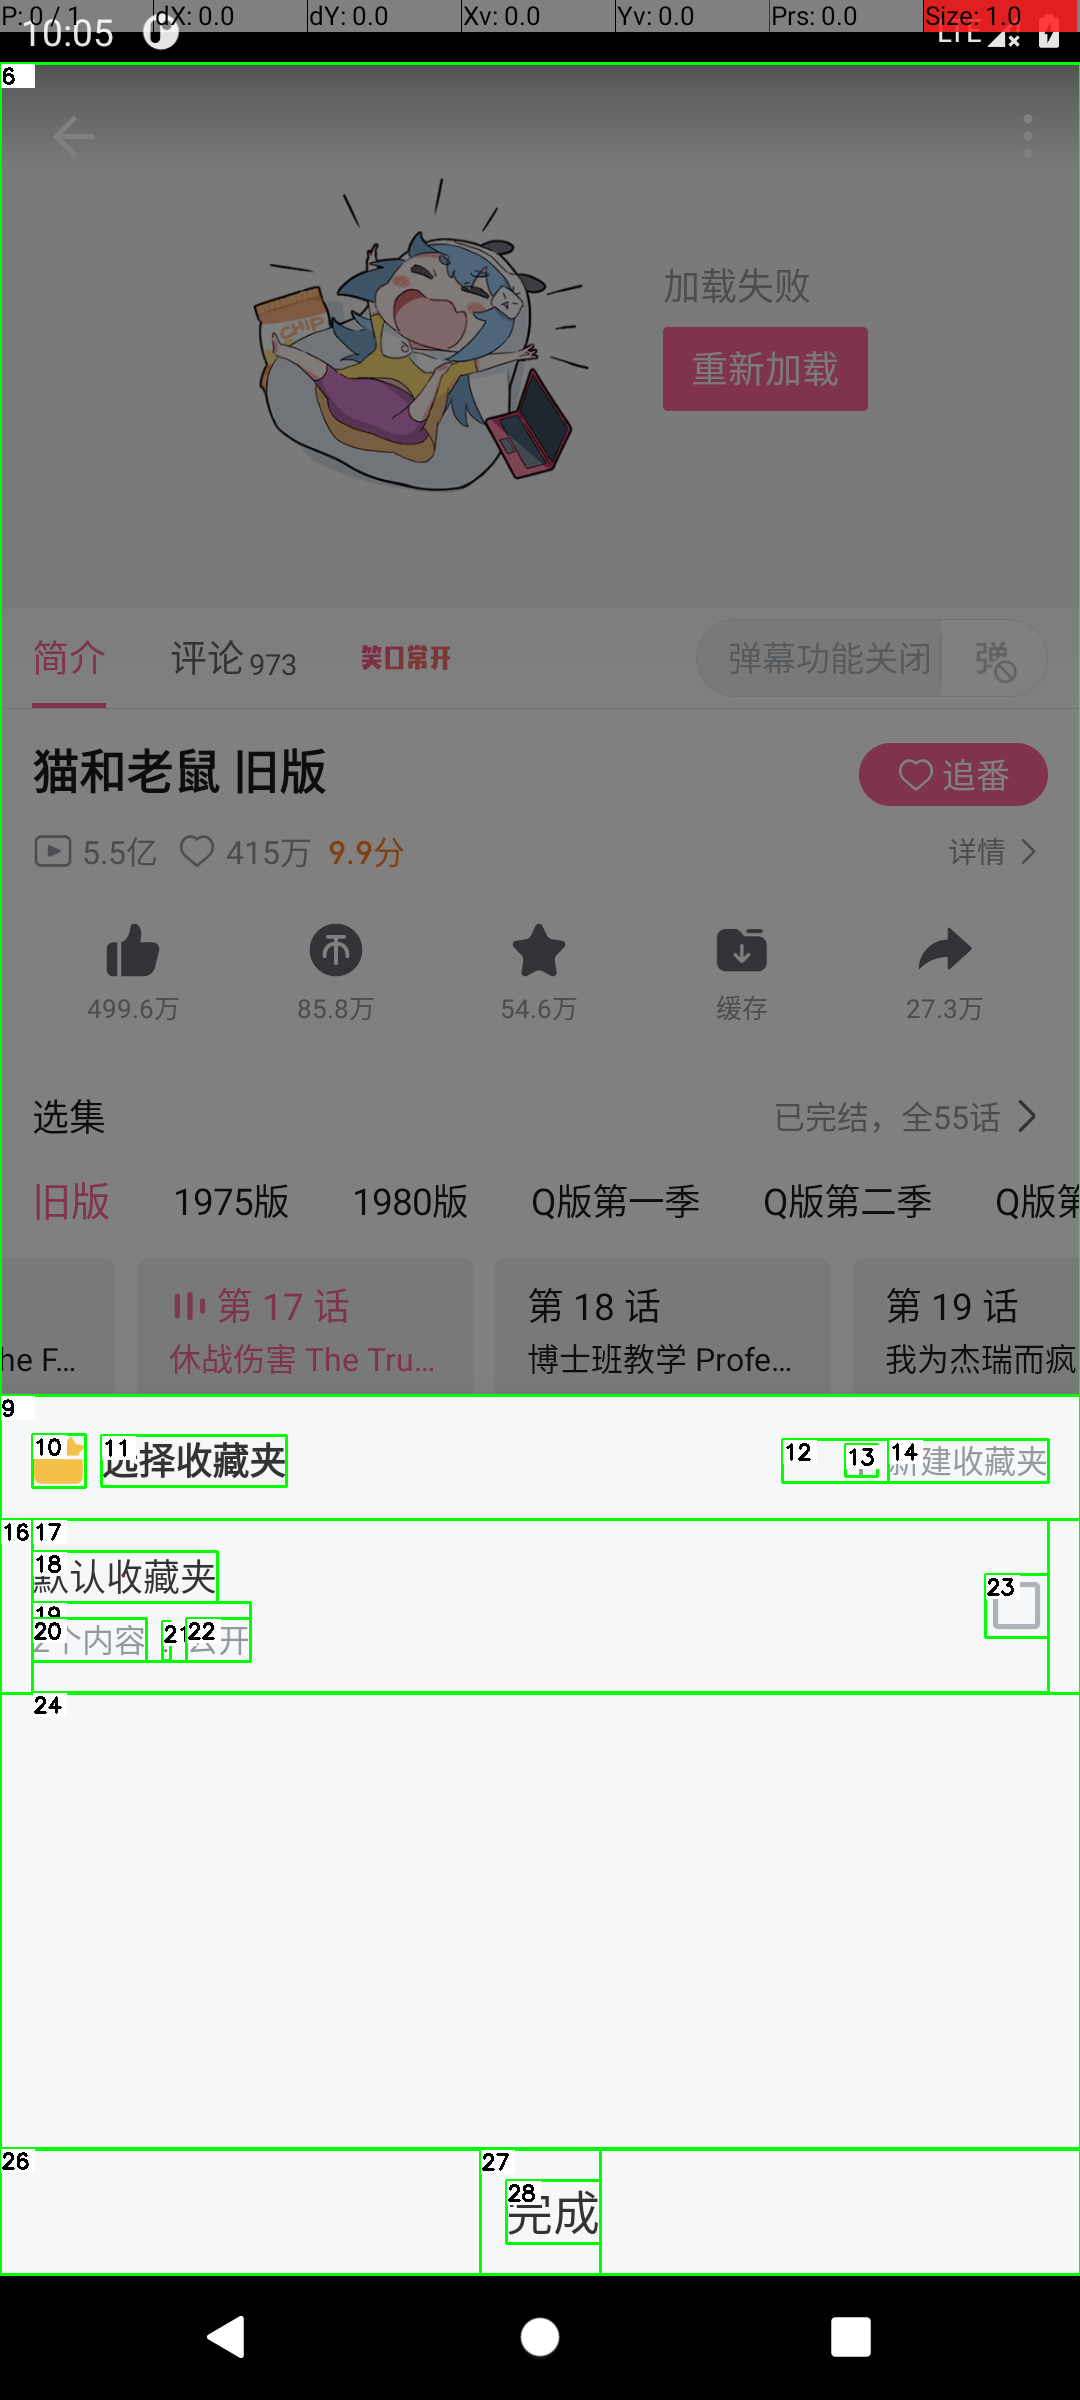 P: 0 / 1 dX: 0.0 dY: 0.0 Xv: 0.0 Yv: 0.0 Prs: 0.0 Size: 1.0
10:05 LTE
6
CHIP
加载失败
重新加载
简介 评论 973 笑口常开 弹幕功能关闭 弹
猫和老鼠 旧版 追番
5.5亿 415万 9.9分 详情
499.6万 85.8万 54.6万 缓存 27.3万
选集 已完结，全55话
旧版 1975版 1980版 Q版第一季 Q版第二季 Q版第
第 17 话 第 18 话 第 19 话
he F... 休战伤害 The Tru... 博士班教学 Profe... 我为杰瑞而疯
9
10 11 选择收藏夹 12 13 14 新建收藏夹
16 17
18 默认收藏夹 23
19
20 个内容 21 22 公开
24
26 27
28 完成